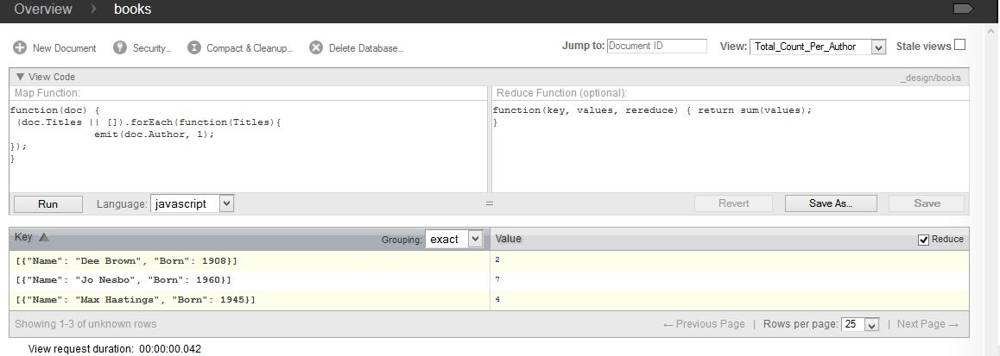 Overview books
New Document Security... Compact & Cleanup... Delete Database... Jump to: Document ID View: Total_Count_Per_Author Stale views
View Code _design/books
Map Function: Reduce Function (optional):
function(doc) { function(key, values, rereduce) { return sum(values);
(doc.Titles || []).forEach(function(Titles){ }
emit(doc.Author, 1);
});
}
Run Language: javascript = Revert Save As... Save
Key Grouping: exact Value Reduce
[{"Name": "Dee Brown", "Born": 1908}] 2
[{"Name": "Jo Nesbo", "Born": 1960}] 7
[{"Name": "Max Hastings", "Born": 1945}] 4
Showing 1-3 of unknown rows ← Previous Page | Rows per page: 25 | Next Page →
View request duration: 00:00:00.042